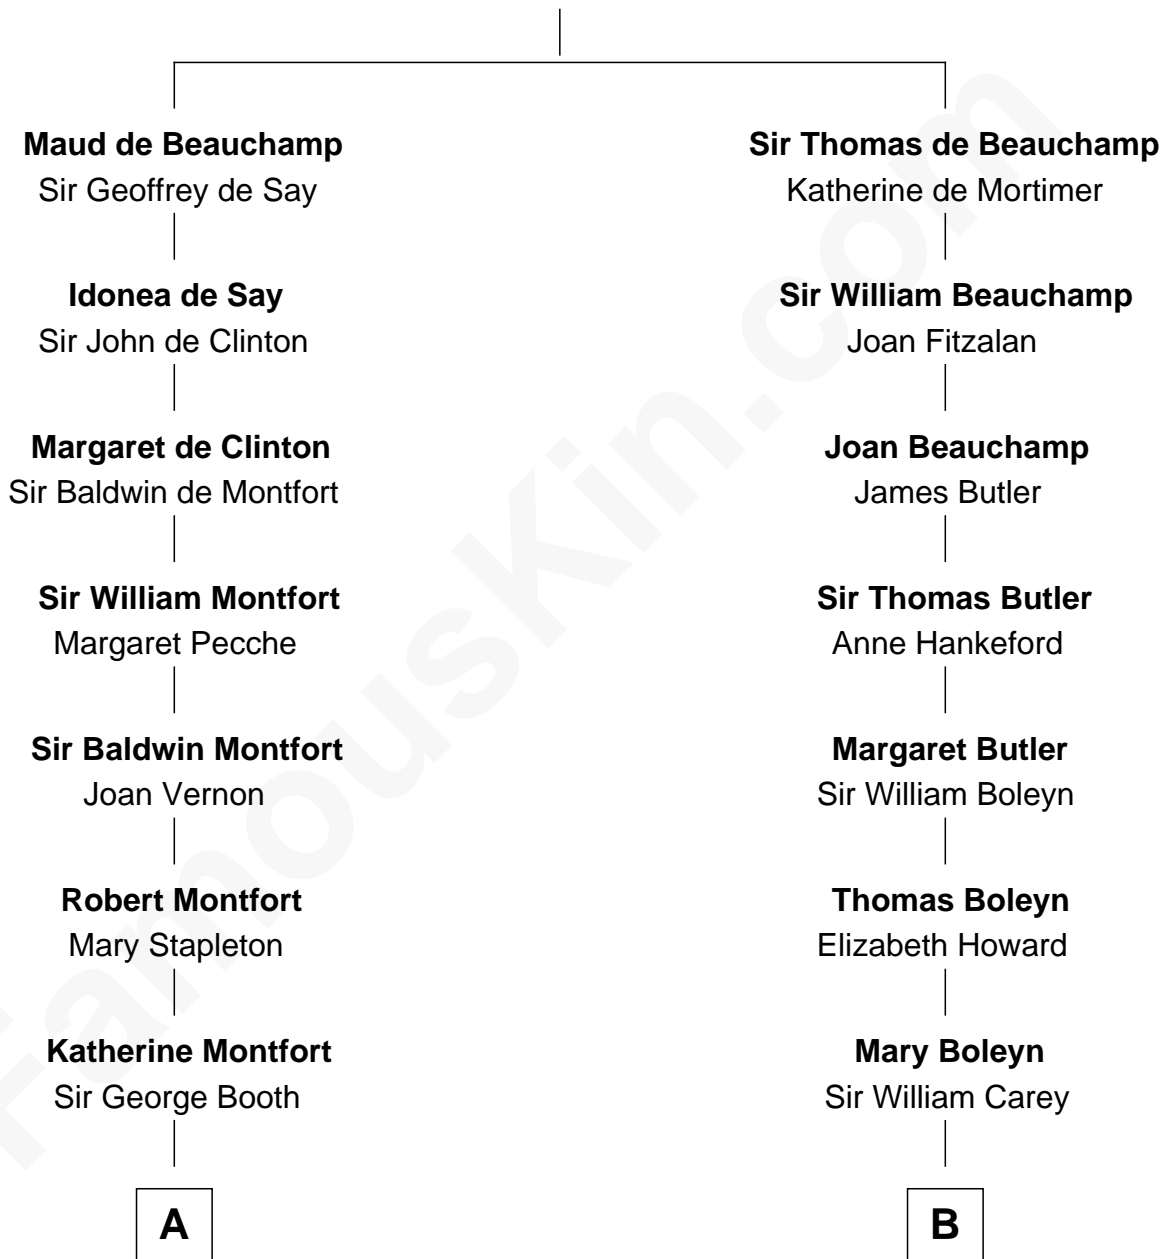 Maud de Beauchamp
Sir Geoffrey de Say
Idonea de Say
Sir John de Clinton
Margaret de Clinton
Sir Baldwin de Montfort
Sir William Montfort
Margaret Pecche
Sir Baldwin Montfort
Joan Vernon
Robert Montfort
Mary Stapleton
Katherine Montfort
Sir George Booth
A
Sir Thomas de Beauchamp
Katherine de Mortimer
Sir William Beauchamp
Joan Fitzalan
Joan Beauchamp
James Butler
Sir Thomas Butler
Anne Hankeford
Margaret Butler
Sir William Boleyn
Thomas Boleyn
Elizabeth Howard
Mary Boleyn
Sir William Carey
B
FamousKin.com